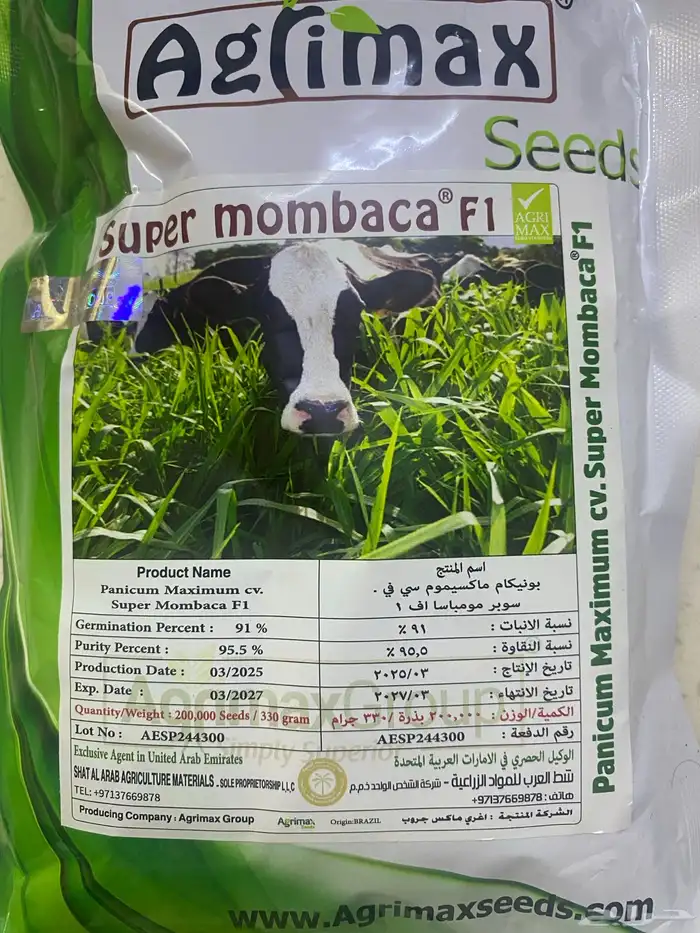 Agrimax
Seeds
super mombaca® F1
AGRI
MAX
Panicum Maximum cv. Super Mombaca® F1
Product Name
اسم المنتج
Panicum Maximum cv.
Super Mombaca F1
بونيكام ماكسيموم سي في .
سوبر مومباسا اف ١
Germination Percent : 91 %
نسبة الانبات : ٩١ ٪
Purity Percent : 95.5 %
نسبة النقاوة : ٩٥,٥ ٪
Production Date : 03/2025
تاريخ الإنتاج : ٢٠٢٥/٠٣
Exp. Date : 03/2027
تاريخ الانتهاء : ٢٠٢٧/٠٣
Quantity/Weight : 200,000 Seeds / 330 gram
الكمية/الوزن : ٢٠٠,٠٠٠ بذرة /٣٣٠ جرام
Lot No : AESP244300
رقم الدفعة : AESP244300
Agrimax Group
Simply Superior
Exclusive Agent in United Arab Emirates
الوكيل الحصري في الامارات العربية المتحدة
SHAT AL ARAB AGRICULTURE MATERIALS . SOLE PROPRIETORSHIP L.L.C
شط العرب للمواد الزراعية - شركة الشخص الواحد ذ.م.م
TEL: +97137669878
هاتف : 97137669878+
Producing Company : Agrimax Group
Agrimax
Seeds
Origin:BRAZIL
الشركة المنتجة : اغري ماكس جروب
www.Agrimaxseeds.com